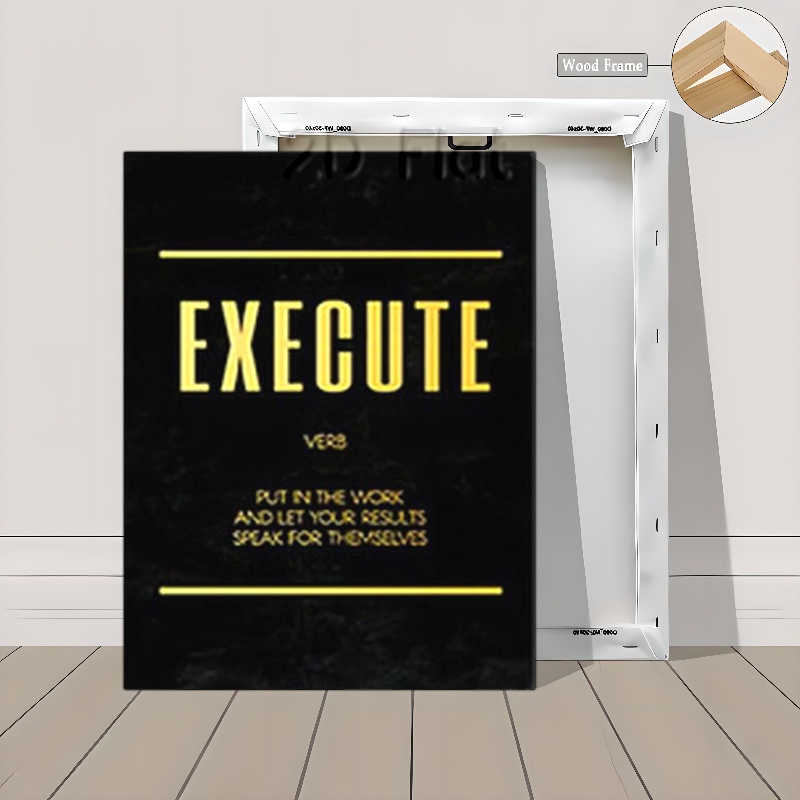 Wood Frame
2D Flat
EXECUTE
VERB
PUT IN THE WORK
AND LET YOUR RESULTS
SPEAK FOR THEMSELVES